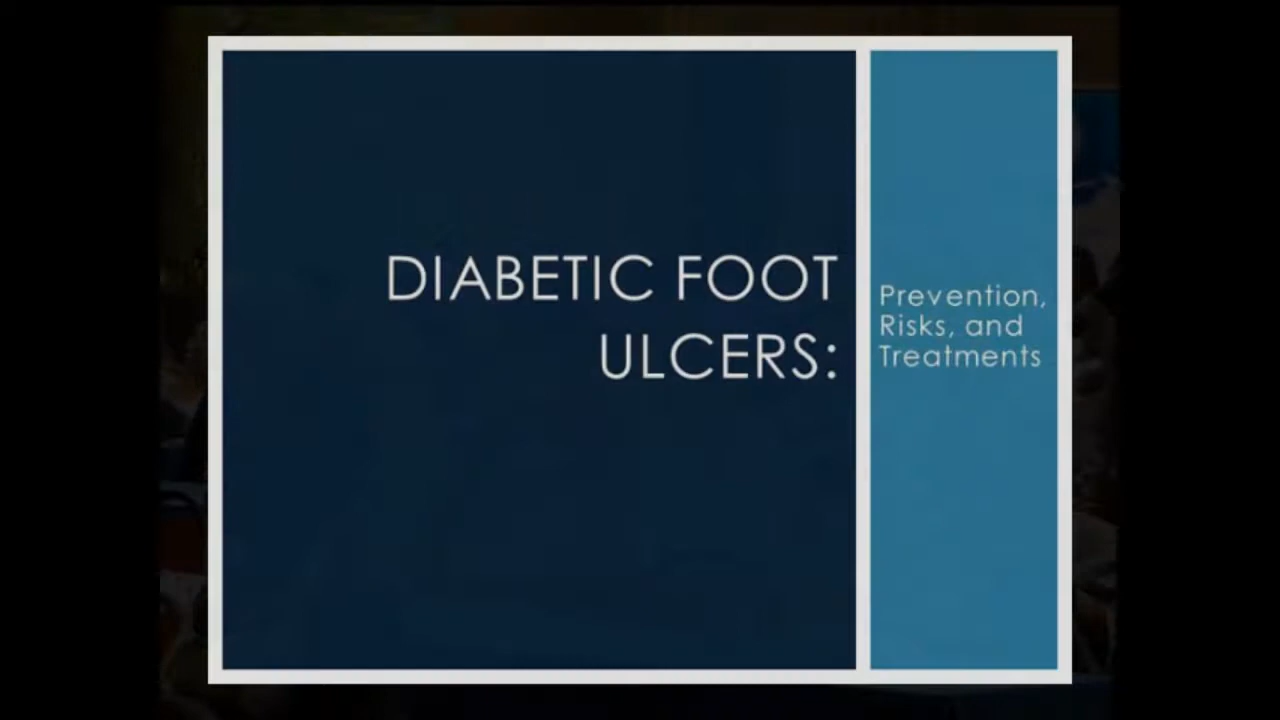 DIABETIC FOOT
ULCERS:
Prevention,
Risks, and
Treatments